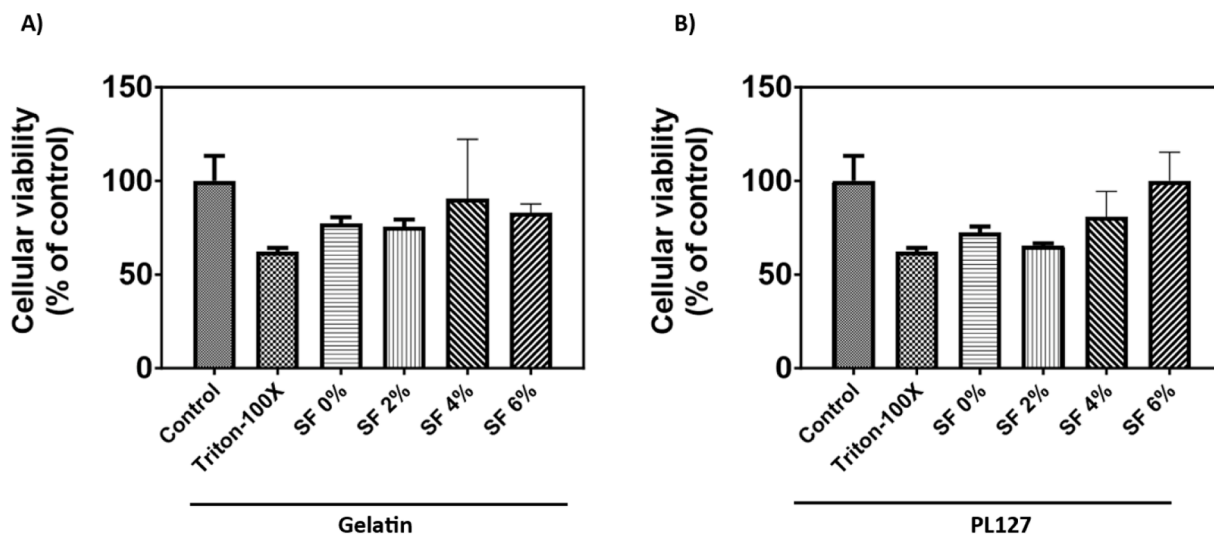 A)
Cellular viability
(% of control)
150
100
50
0
Control
Triton-100X
SF 0%
SF 2%
SF 4%
SF 6%
Gelatin
B)
Cellular viability
(% of control)
150
100
50
0
Control
Triton-100X
SF 0%
SF 2%
SF 4%
SF 6%
PL127